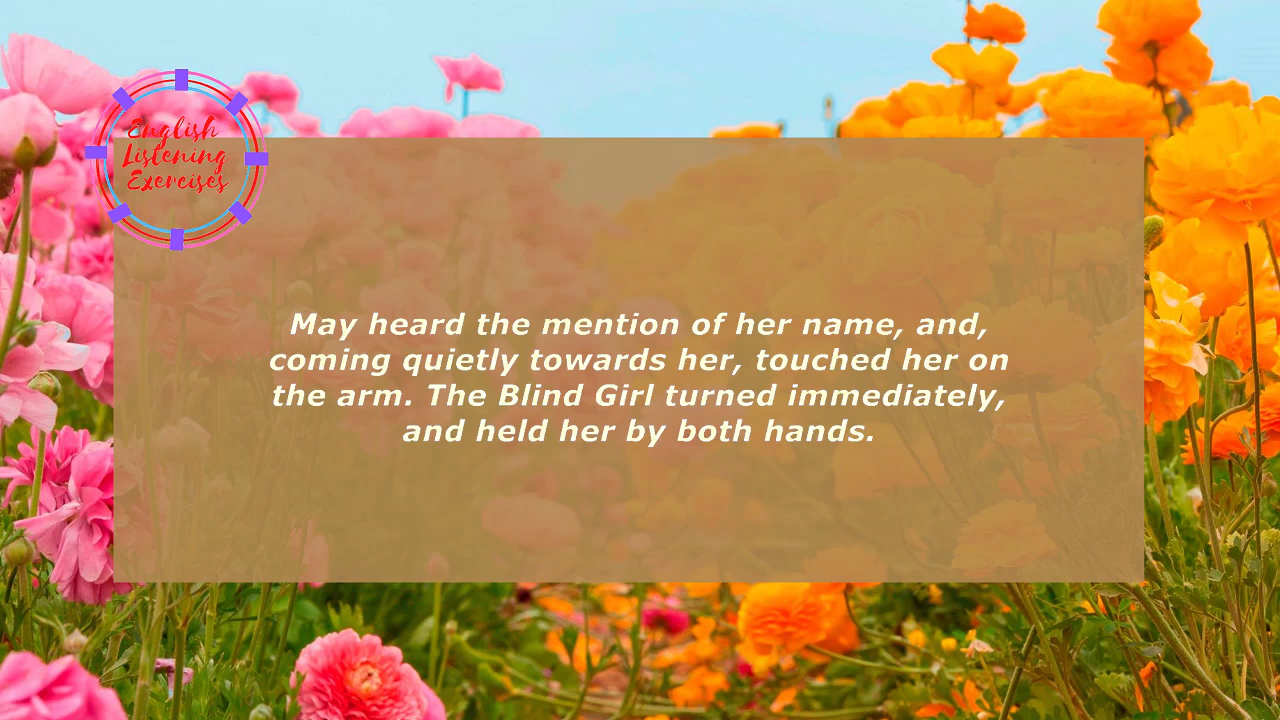 English
Listening
Exercises
May heard the mention of her name, and,
coming quietly towards her, touched her on
the arm. The Blind Girl turned immediately,
and held her by both hands.